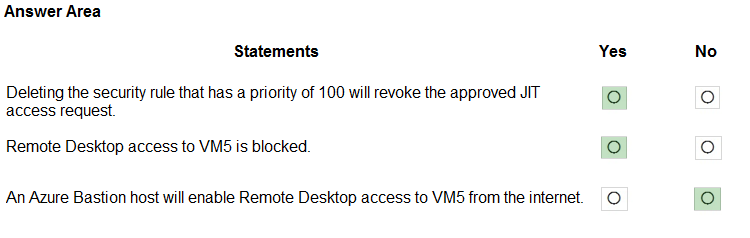 Answer Area
Statements Yes No
Deleting the security rule that has a priority of 100 will revoke the approved JIT
access request.
Remote Desktop access to VM5 is blocked.
An Azure Bastion host will enable Remote Desktop access to VM5 from the internet.